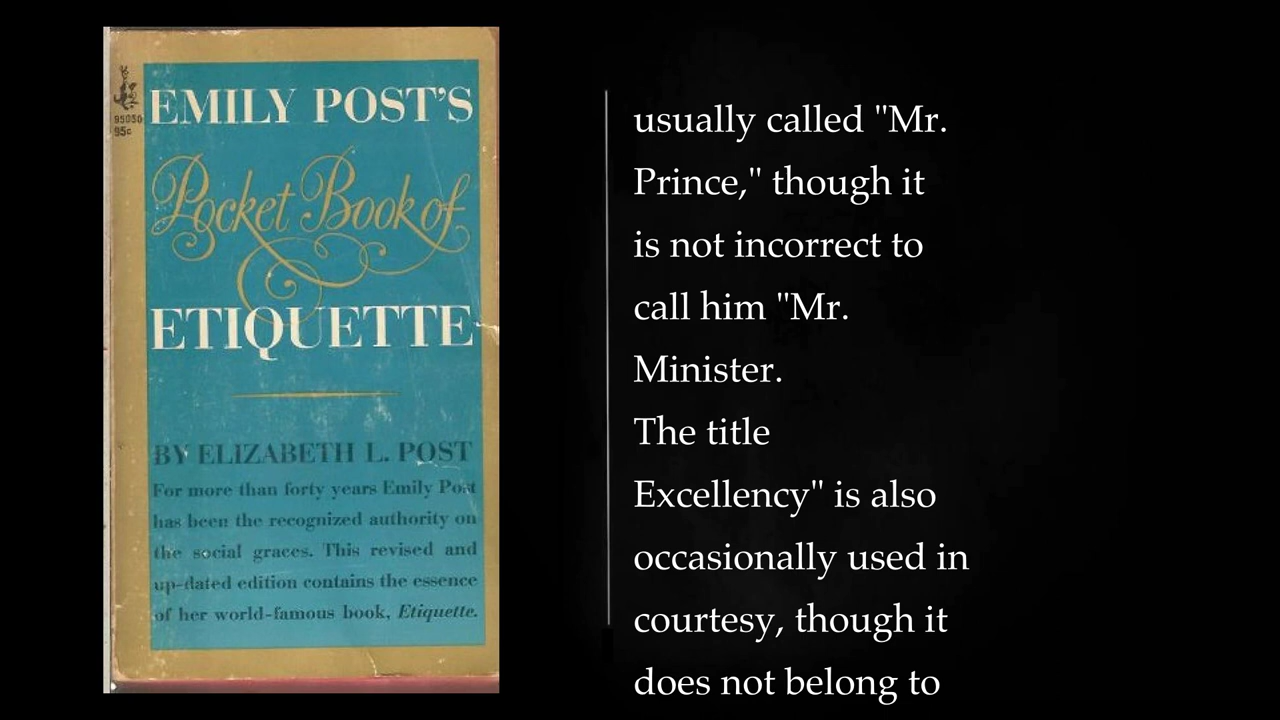 EMILY POST'S
Pocket Book of
ETIQUETTE
95050
95c
BY ELIZABETH L. POST
For more than forty years Emily Post
has been the recognized authority on
the social graces. This revised and
up-dated edition contains the essence
of her world-famous book, Etiquette.
usually called "Mr.
Prince," though it
is not incorrect to
call him "Mr.
Minister.
The title
Excellency" is also
occasionally used in
courtesy, though it
does not belong to